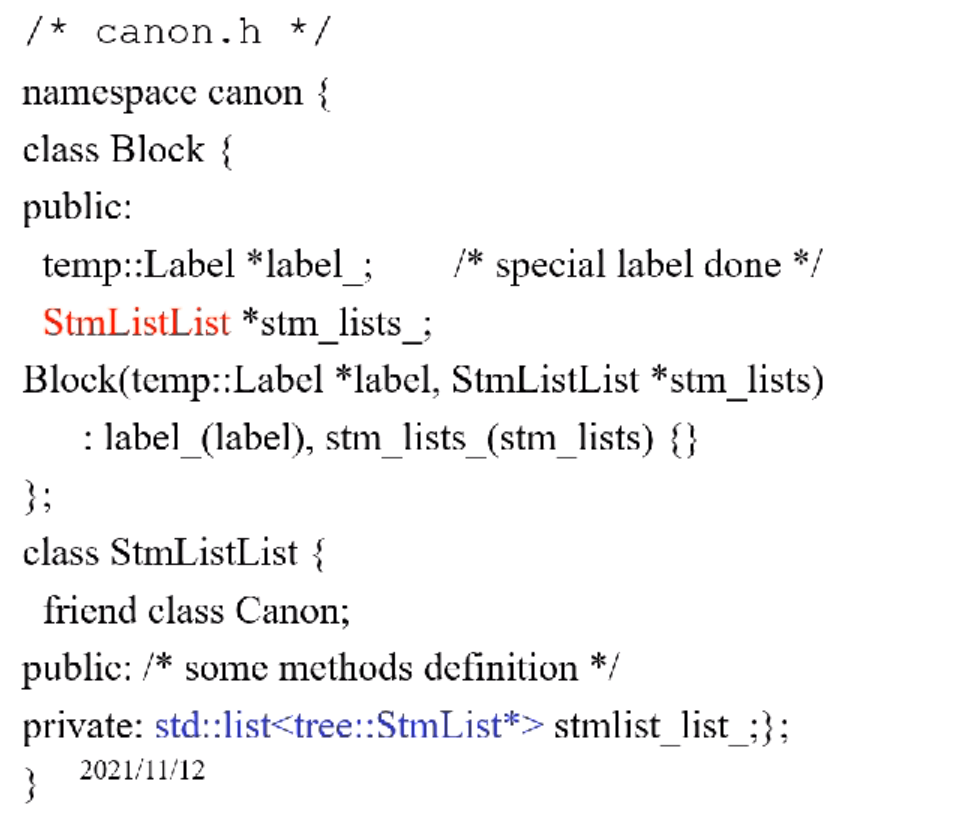 /* canon.h */
namespace canon {
class Block {
public:
temp::Label *label_; /* special label done */
StmListList *stm_lists_;
Block(temp::Label *label, StmListList *stm_lists)
: label_(label), stm_lists_(stm_lists) {}
};
class StmListList {
friend class Canon;
public: /* some methods definition */
private: std::list<tree::StmList*> stmlist_list_;};
} 2021/11/12